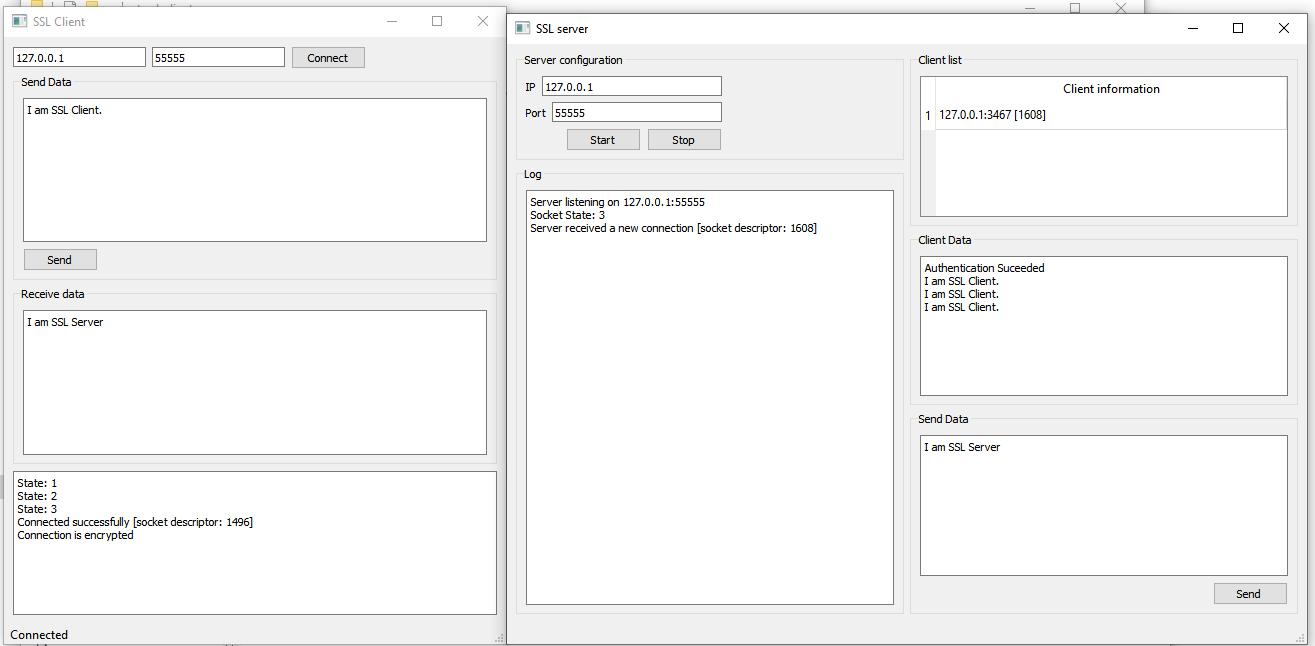 SSL Client
127.0.0.1 55555 Connect
Send Data
I am SSL Client.
Send
Receive data
I am SSL Server
State: 1
State: 2
State: 3
Connected successfully [socket descriptor: 1496]
Connection is encrypted
Connected
SSL server
Server configuration
IP 127.0.0.1
Port 55555
Start Stop
Log
Server listening on 127.0.0.1:55555
Socket State: 3
Server received a new connection [socket descriptor: 1608]
Client list
Client information
1 127.0.0.1:3467 [1608]
Client Data
Authentication Suceeded
I am SSL Client.
I am SSL Client.
I am SSL Client.
Send Data
I am SSL Server
Send